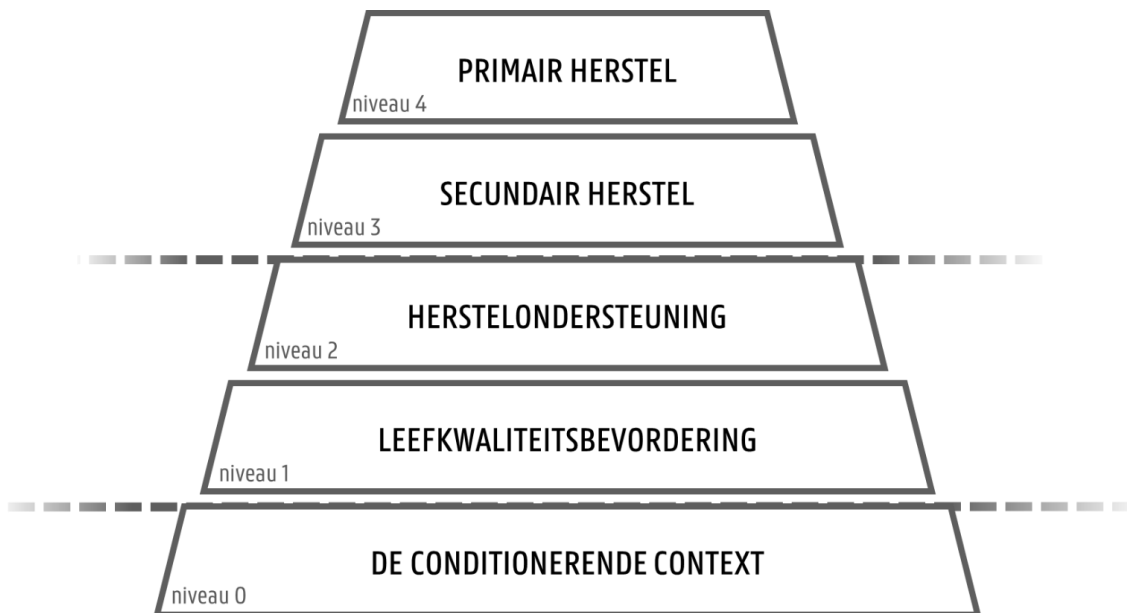 PRIMAIR HERSTEL
niveau 4
SECUNDAIR HERSTEL
niveau 3
HERSTELONDERSTEUNING
niveau 2
LEEFKWALITEITSBEVORDERING
niveau 1
DE CONDITIONERENDE CONTEXT
niveau 0